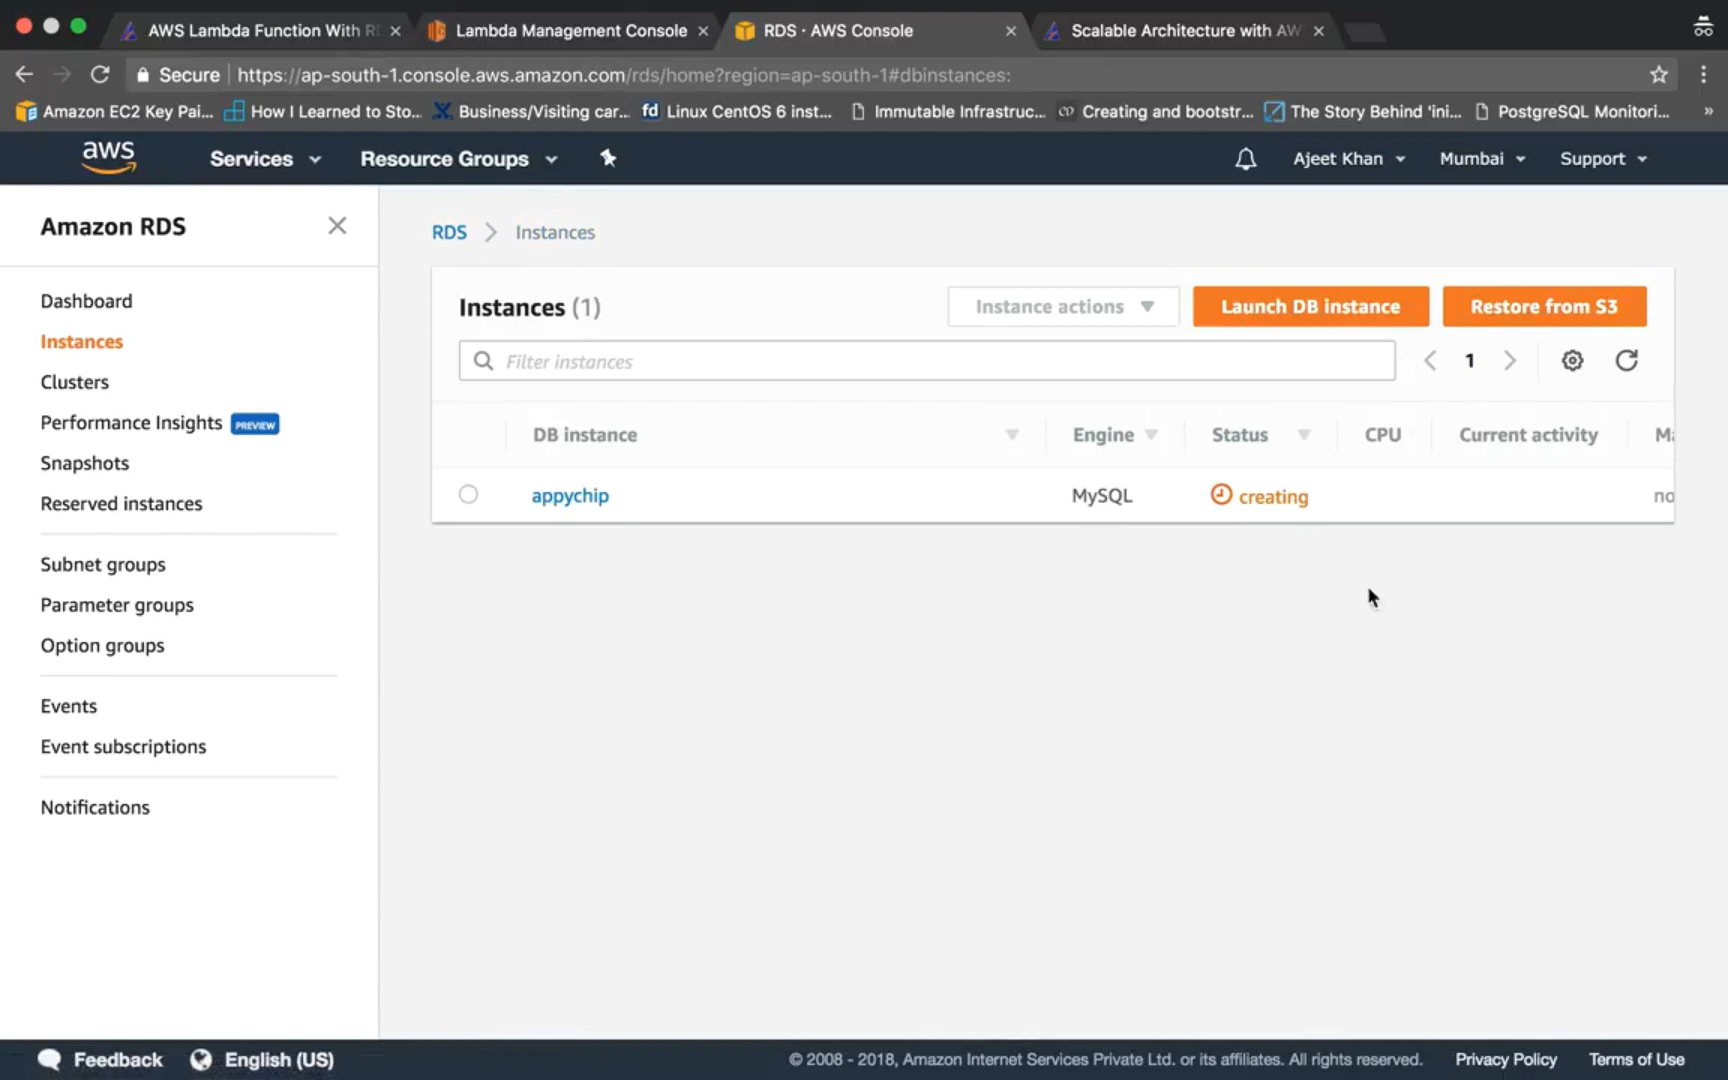 AWS Lambda Function With RD
Lambda Management Console
RDS · AWS Console
Scalable Architecture with AW
Secure
https://ap-south-1.console.aws.amazon.com/rds/home?region=ap-south-1#dbinstances:
Amazon EC2 Key Pai...
How I Learned to Sto...
Business/Visiting car...
fd Linux CentOS 6 inst...
Immutable Infrastruc...
Creating and bootstr...
The Story Behind 'ini...
PostgreSQL Monitori...
»
aws
Services
Resource Groups
Ajeet Khan
Mumbai
Support
Amazon RDS
Dashboard
Instances
Clusters
Performance Insights PREVIEW
Snapshots
Reserved instances
Subnet groups
Parameter groups
Option groups
Events
Event subscriptions
Notifications
RDS > Instances
Instances (1)
Instance actions
Launch DB instance
Restore from S3
Filter instances
1
DB instance
Engine
Status
CPU
Current activity
Ma
appychip
MySQL
creating
no
Feedback
English (US)
© 2008 - 2018, Amazon Internet Services Private Ltd. or its affiliates. All rights reserved.
Privacy Policy
Terms of Use